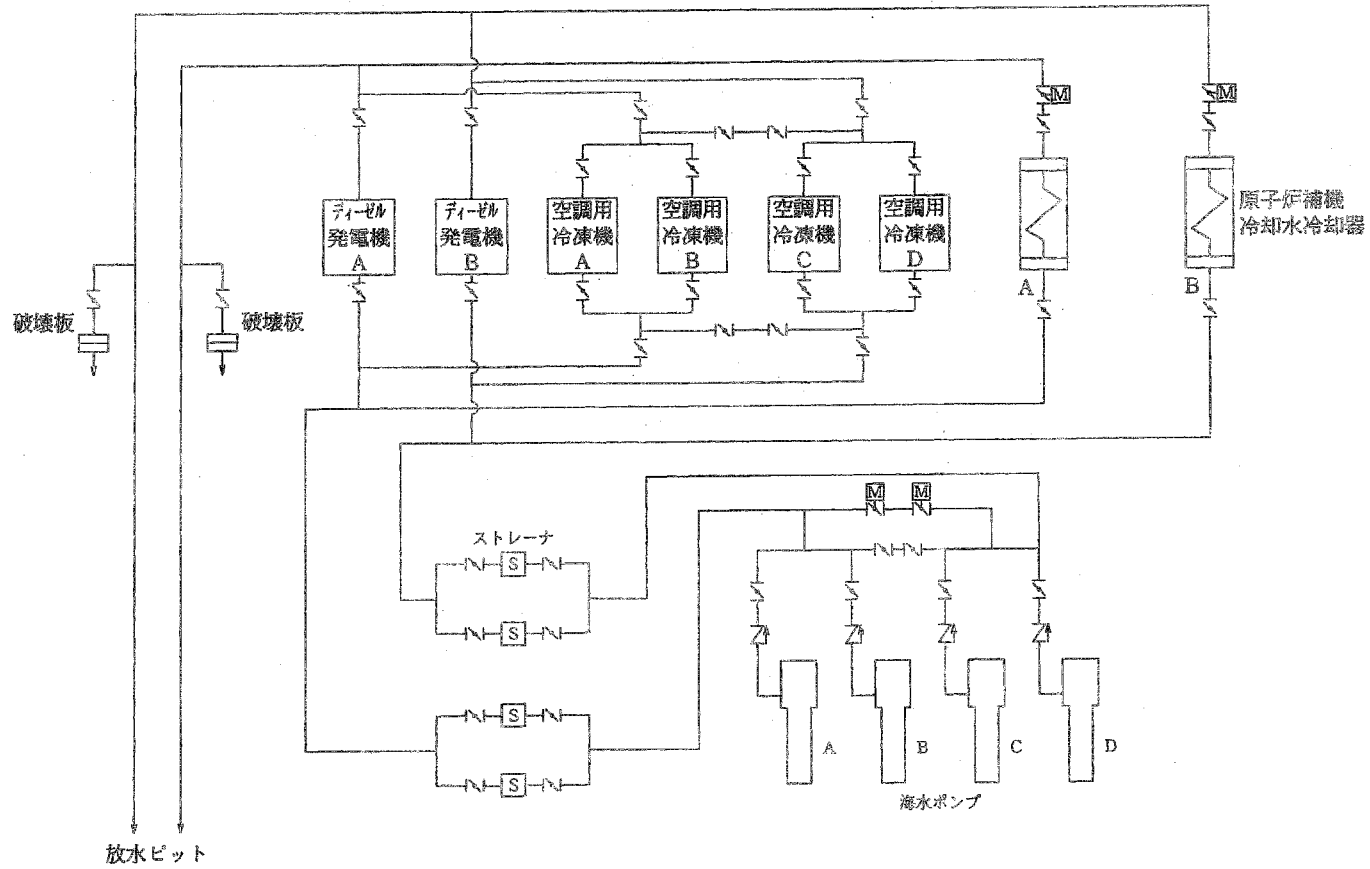 M
M
ディーゼル
発電機
A
ディーゼル
発電機
B
空調用
冷凍機
A
空調用
冷凍機
B
空調用
冷凍機
C
空調用
冷凍機
D
A
B
原子炉補機
冷却水冷却器
破壊板
破壊板
M
M
ストレーナ
S
S
S
S
A
B
C
D
海水ポンプ
放水ピット